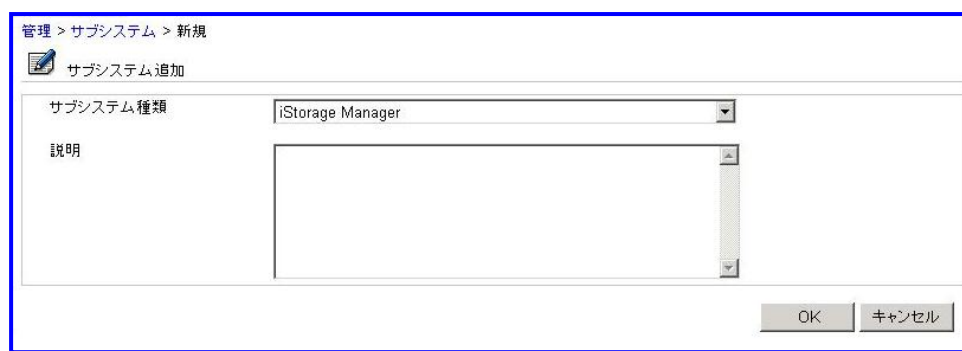 管理 > サブシステム > 新規
サブシステム追加
サブシステム種類
iStorage Manager
説明
OK
キャンセル